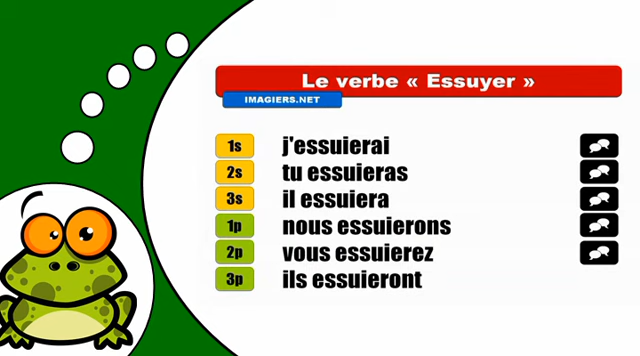 Le verbe « Essuyer »
IMAGIERS.NET
1s j'essuierai
2s tu essuieras
3s il essuiera
1p nous essuierons
2p vous essuierez
3p ils essuieront